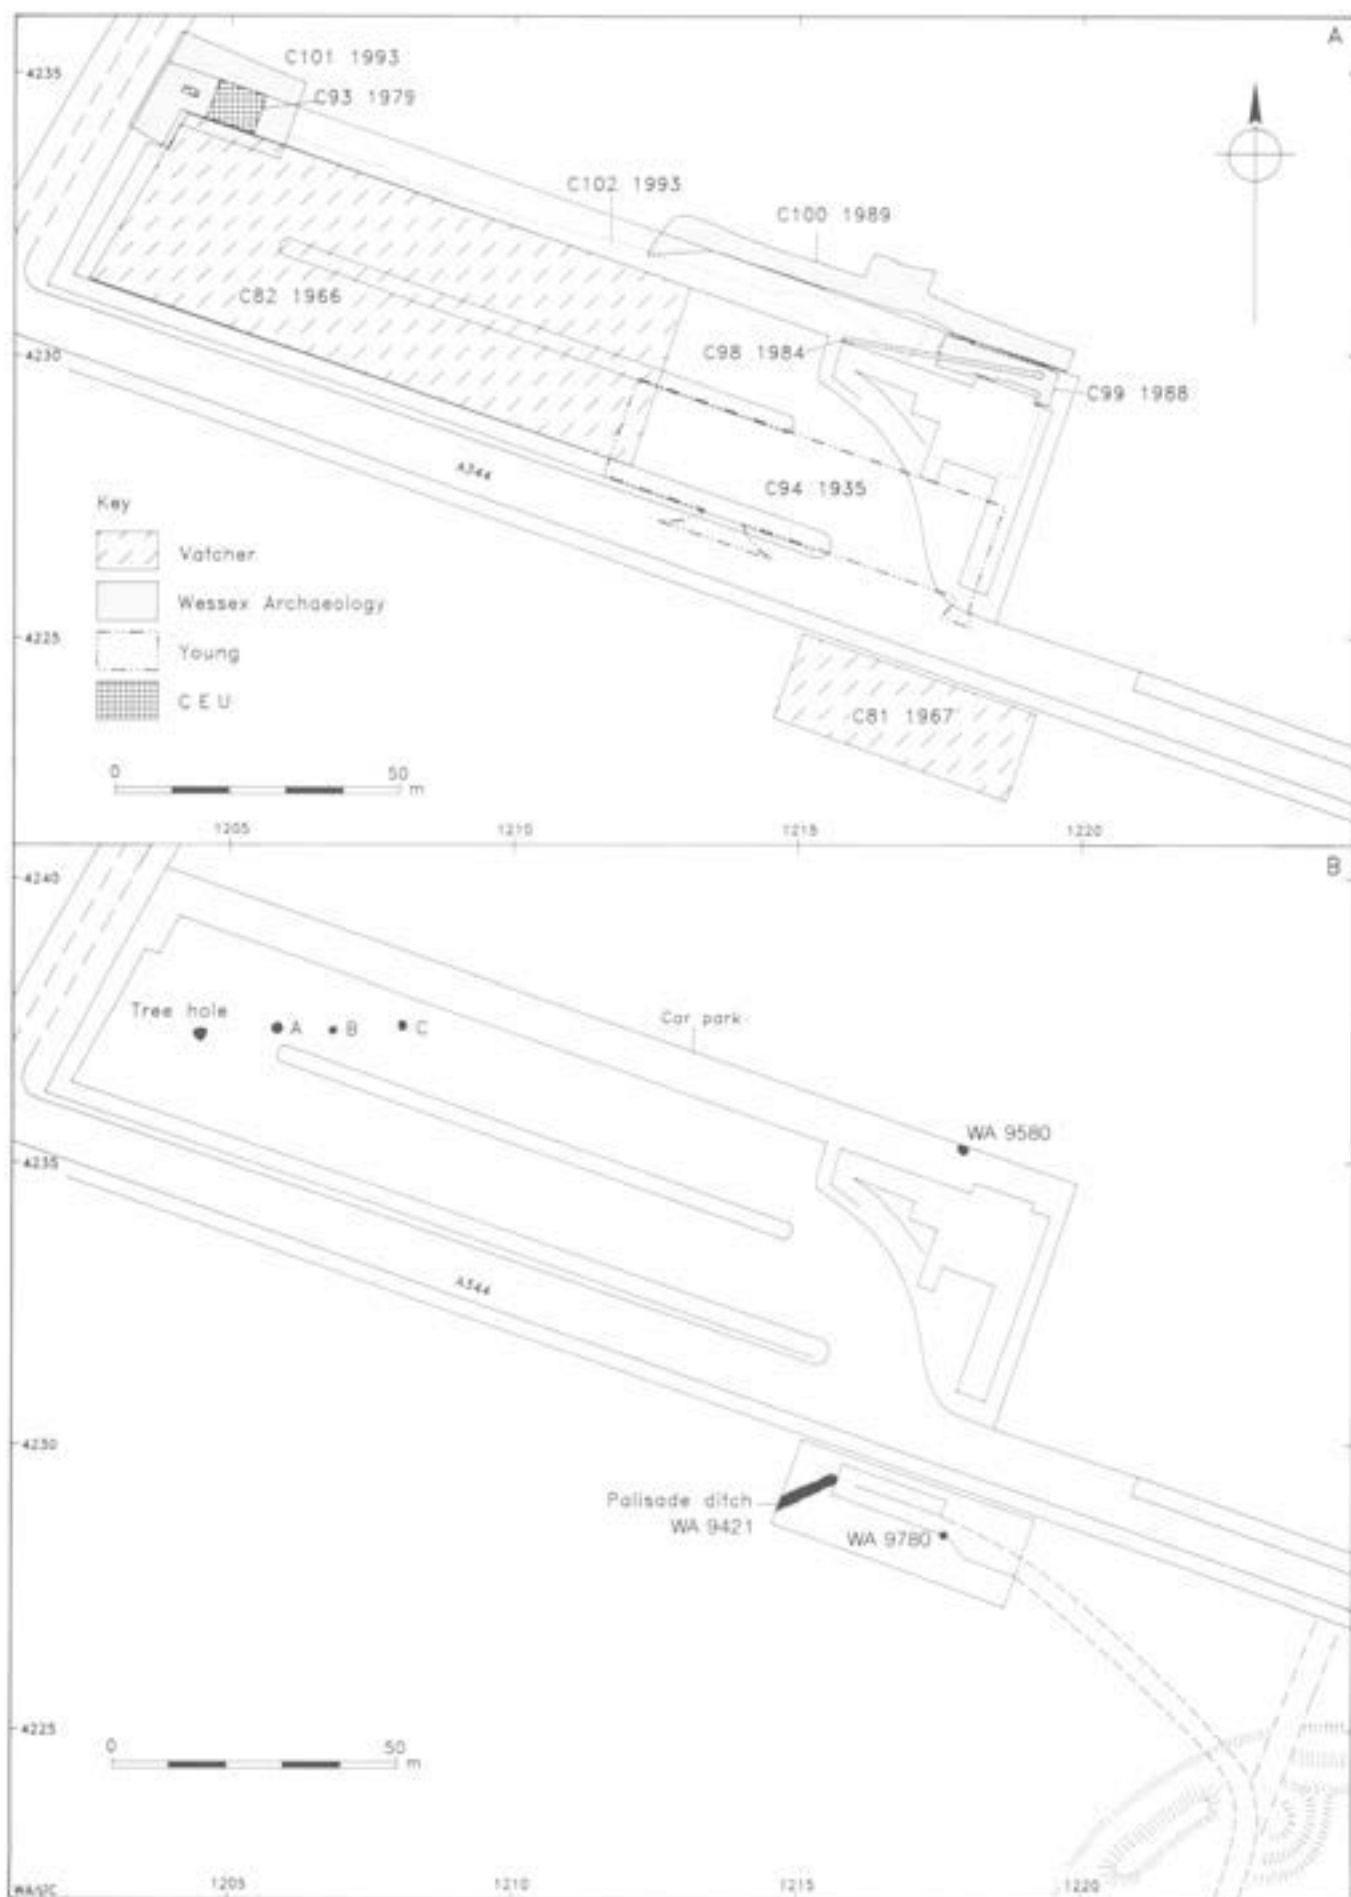 A
4235
C101 1993
C93 1979
C102 1993
C100 1989
C82 1966
4230
C98 1984
C99 1988
A344
C94 1935
Key
Vatcher
Wessex Archaeology
Young
C E U
4225
C81 1967
0 50 m
1205 1210 1215 1220
B
4240
Tree hole
A B C
Car park
WA 9580
4235
A344
4230
Palisade ditch
WA 9421
WA 9780
4225
0 50 m
1205 1210 1215 1220